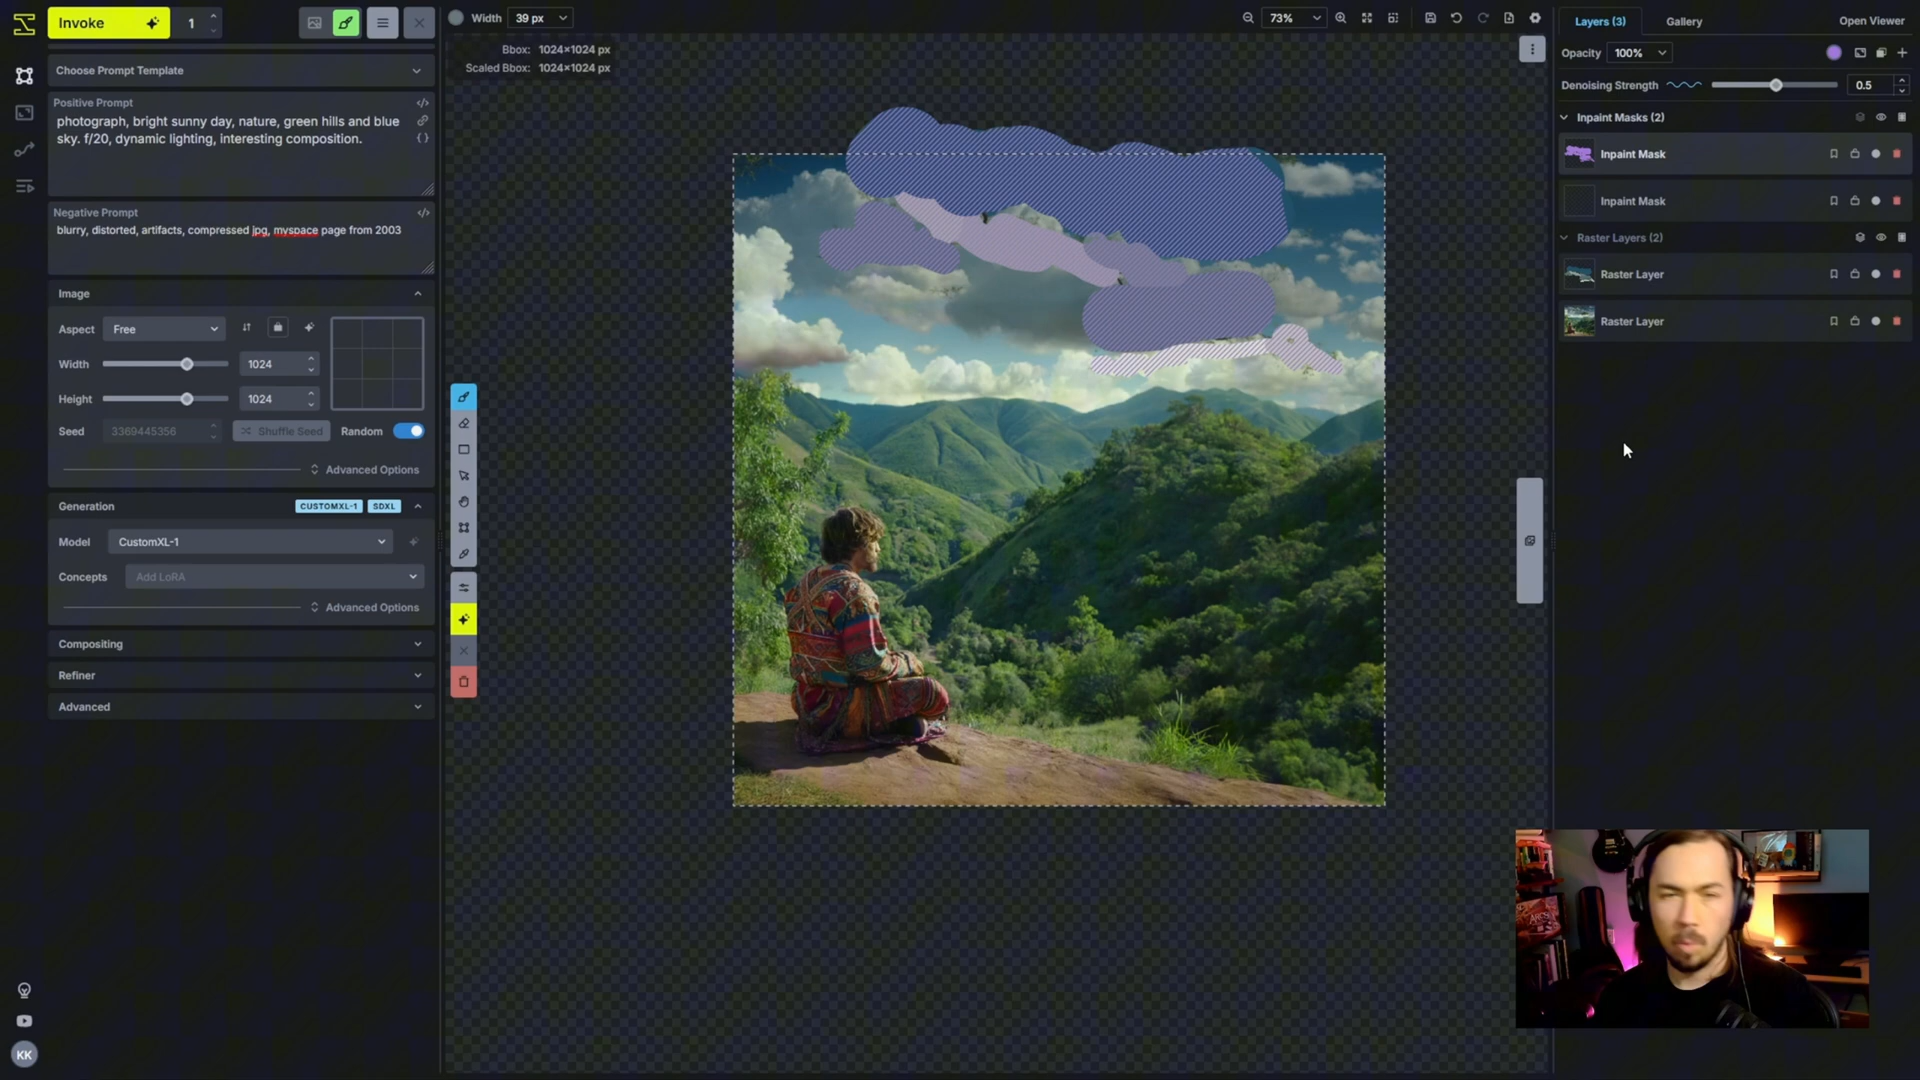 Invoke
1
Choose Prompt Template
Positive Prompt
photograph, bright sunny day, nature, green hills and blue
sky. f/20, dynamic lighting, interesting composition.
Negative Prompt
blurry, distorted, artifacts, compressed jpg, myspace page from 2003
Image
Aspect
Free
Width
1024
Height
1024
Seed
3369445356
Shuffle Seed
Random
Advanced Options
Generation
CUSTOMXL-1
SDXL
Model
CustomXL-1
Concepts
Add LoRA
Advanced Options
Compositing
Refiner
Advanced
KK
Width
39 px
73%
Bbox: 1024×1024 px
Scaled Bbox: 1024×1024 px
Layers (3)
Gallery
Open Viewer
Opacity
100%
Denoising Strength
0.5
Inpaint Masks (2)
Inpaint Mask
Inpaint Mask
Raster Layers (2)
Raster Layer
Raster Layer